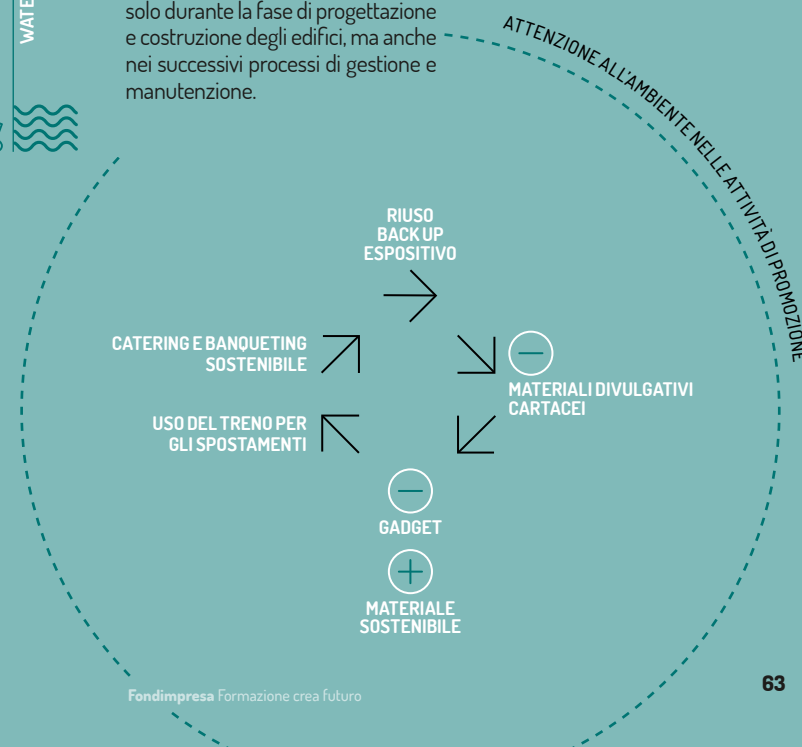 WATE
solo durante la fase di progettazione
e costruzione degli edifici, ma anche
nei successivi processi di gestione e
manutenzione.
ATTENZIONE ALL'AMBIENTE NELLE ATTIVITÀ DI PROMOZIONE
RIUSO
BACK UP
ESPOSITIVO
CATERING E BANQUETING
SOSTENIBILE
MATERIALI DIVULGATIVI
CARTACEI
USO DEL TRENO PER
GLI SPOSTAMENTI
GADGET
MATERIALE
SOSTENIBILE
Fondimpresa Formazione crea futuro
63